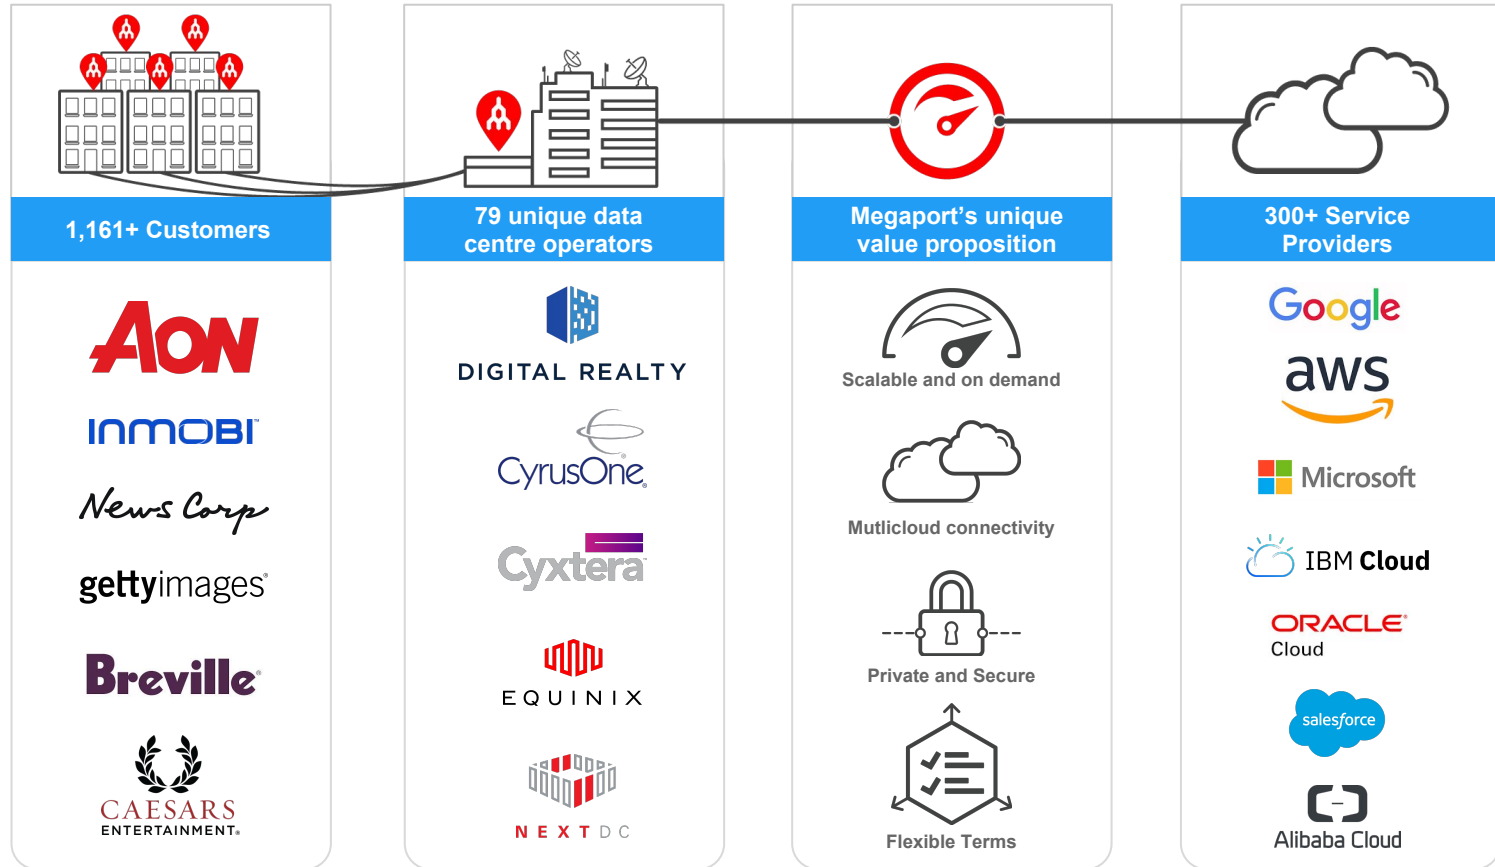 1,161+ Customers
AON
INMOBI™
News Corp
gettyimages®
Breville®
CAESARS
ENTERTAINMENT®
79 unique data
centre operators
DIGITAL REALTY
CyrusOne®
Cyxtera™
EQUINIX
NEXTDC
Megaport's unique
value proposition
Scalable and on demand
Mutlicloud connectivity
Private and Secure
Flexible Terms
300+ Service
Providers
Google
aws
Microsoft
IBM Cloud
ORACLE®
Cloud
salesforce
Alibaba Cloud